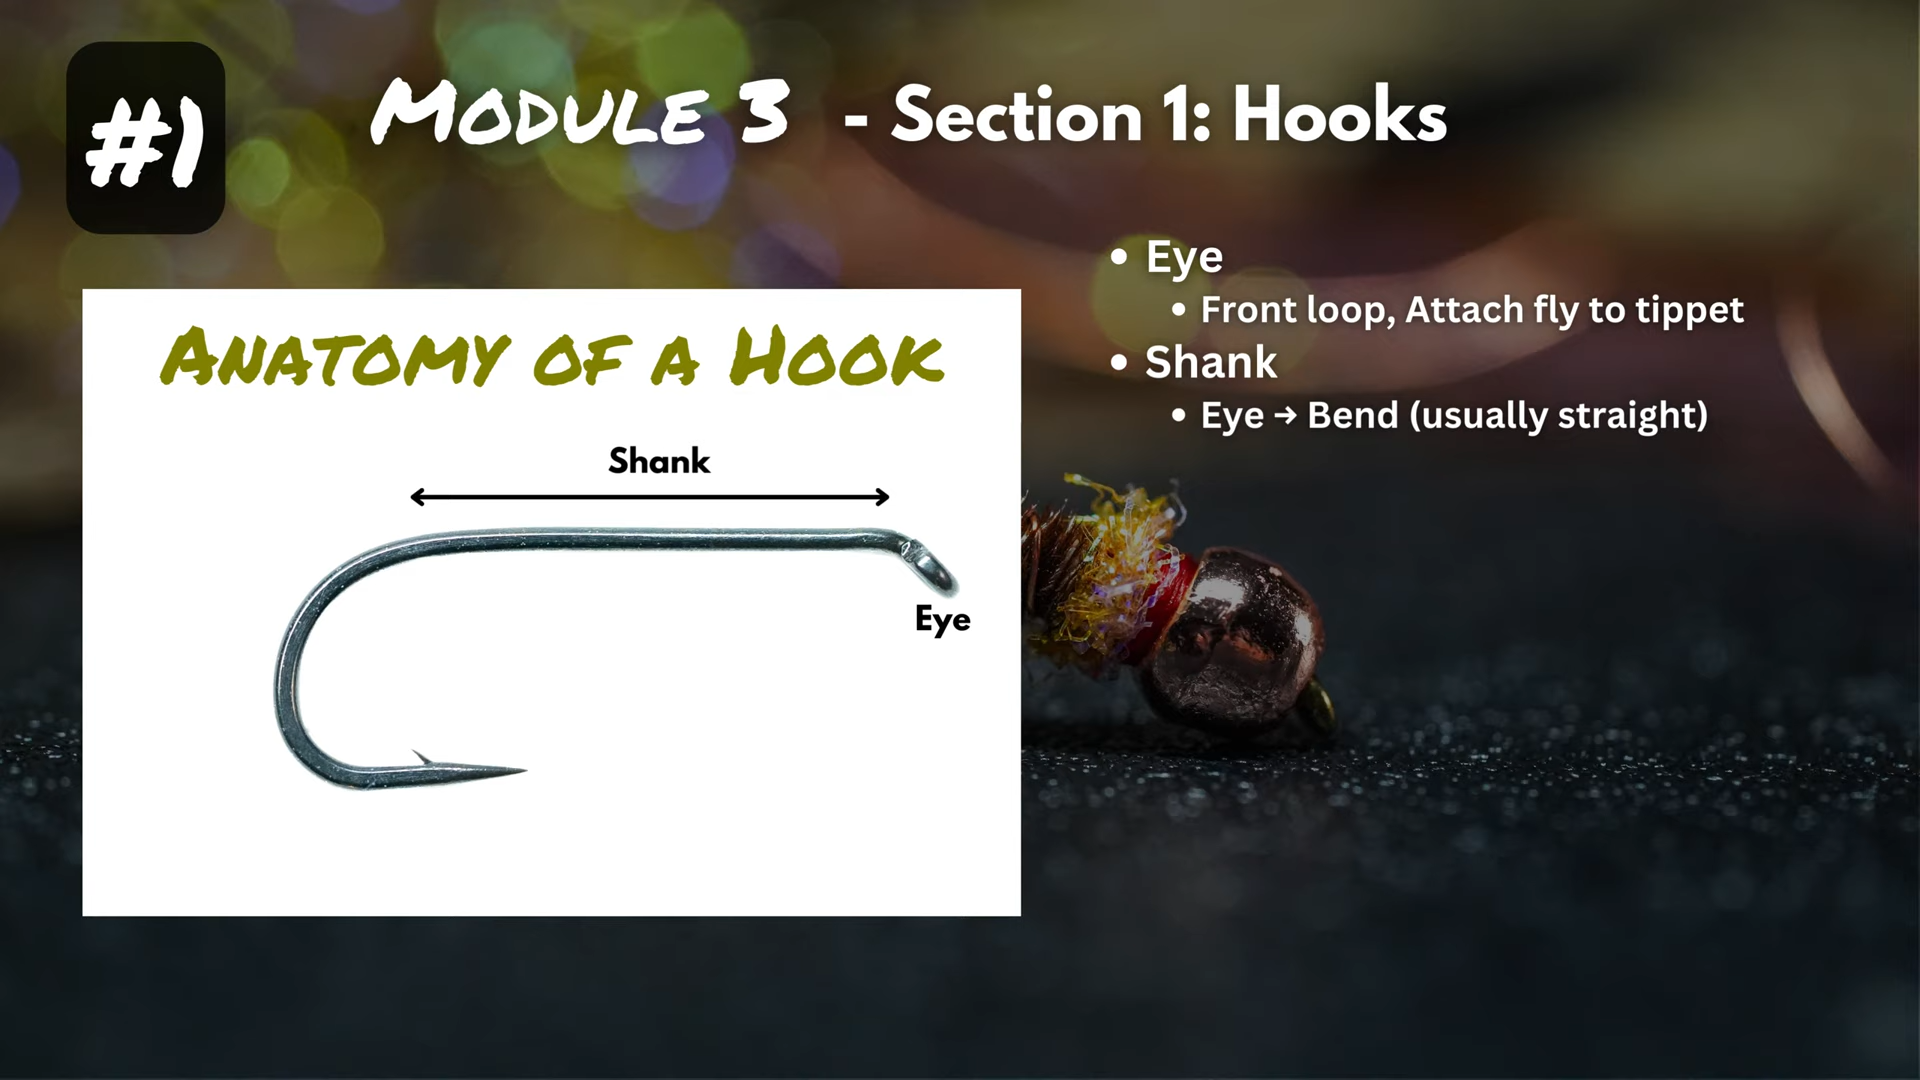 #1
Module 3 - Section 1: Hooks
Anatomy of a Hook
Shank
Eye
• Eye
• Front loop, Attach fly to tippet
• Shank
• Eye → Bend (usually straight)